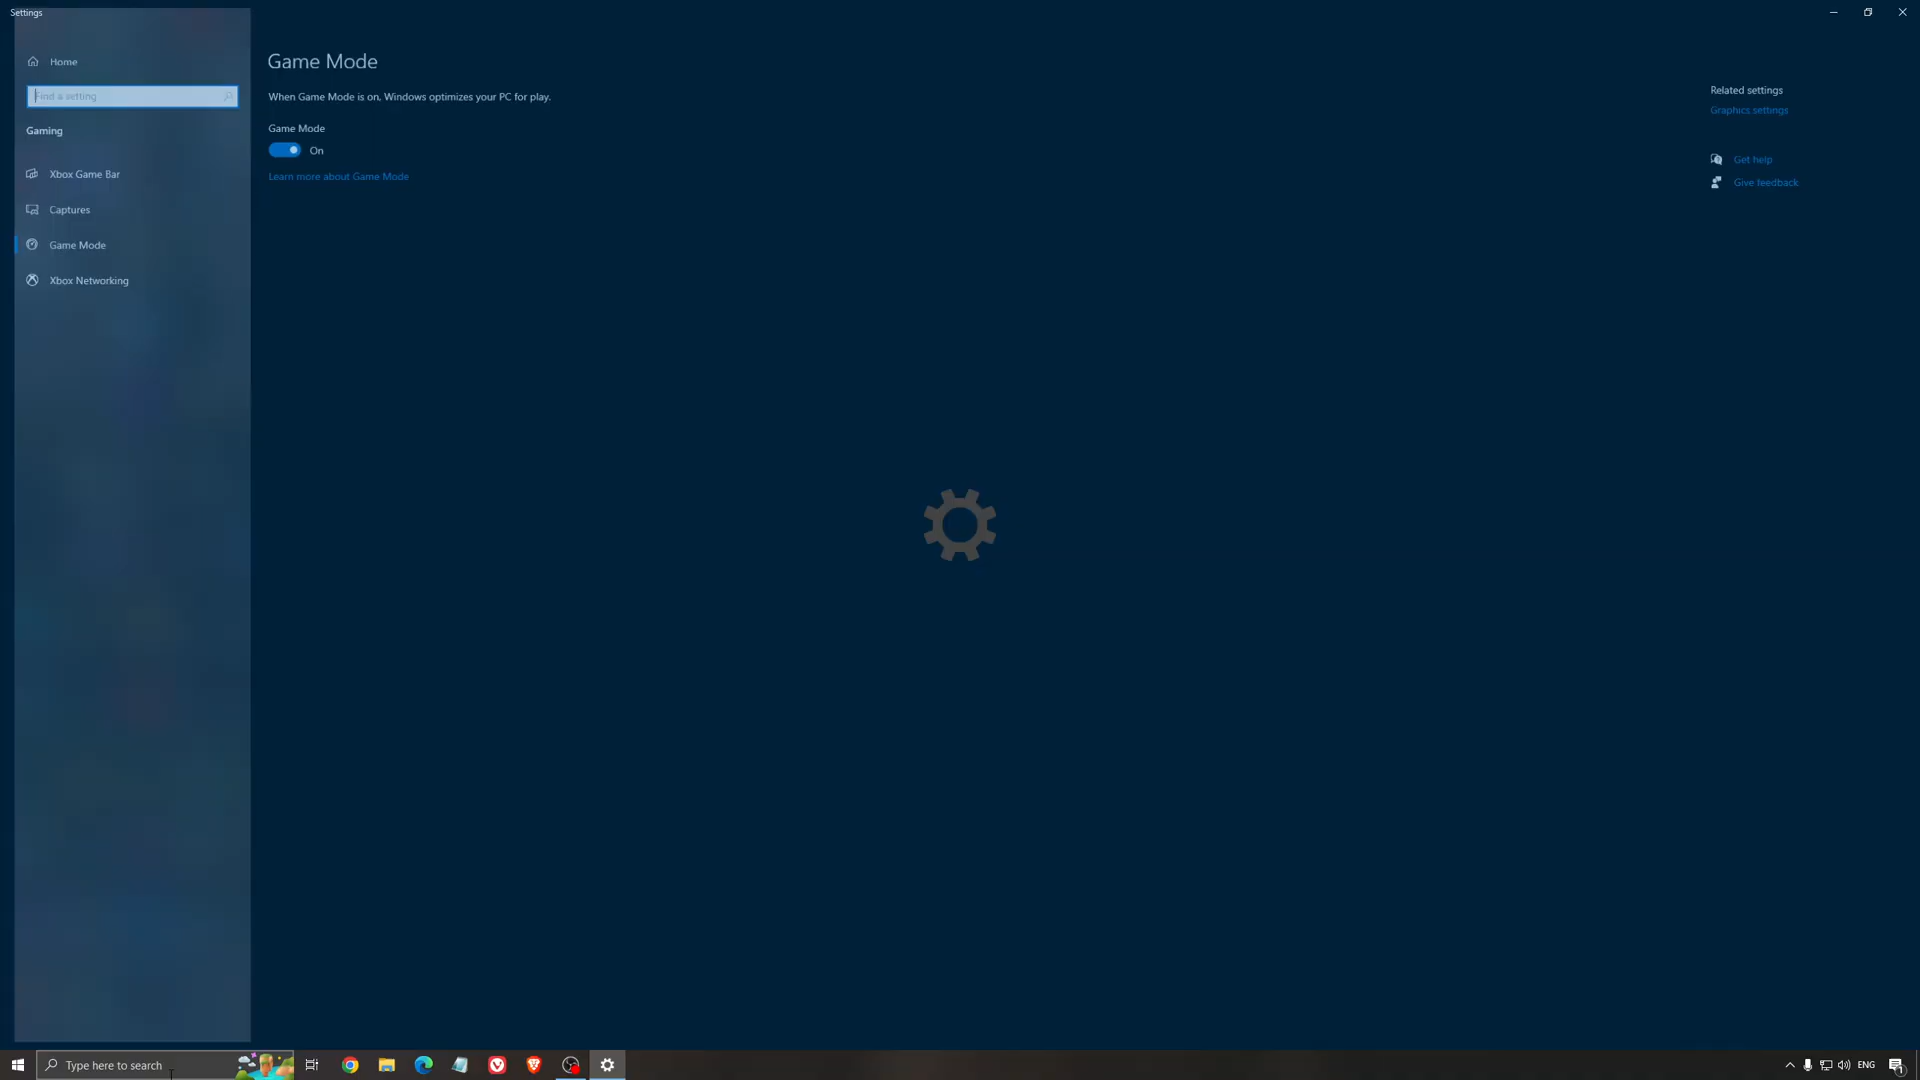 Settings
Home
Find a setting
Gaming
Xbox Game Bar
Captures
Game Mode
Xbox Networking
Game Mode
When Game Mode is on, Windows optimizes your PC for play.
Game Mode
On
Learn more about Game Mode
Related settings
Graphics settings
Get help
Give feedback
Type here to search
ENG
1